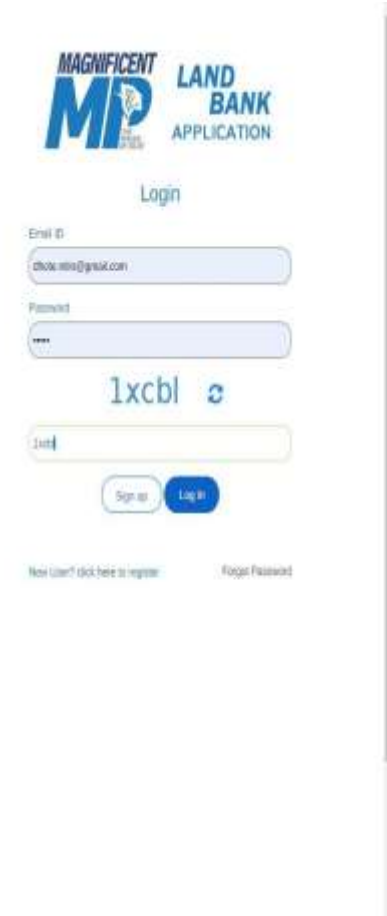 MAGNIFICENT
MP
LAND
BANK
APPLICATION
Login
Email ID
Password
•••••
1xcbl
1xcbl
Sign up
Log In
New User? click here to register
Forgot Password